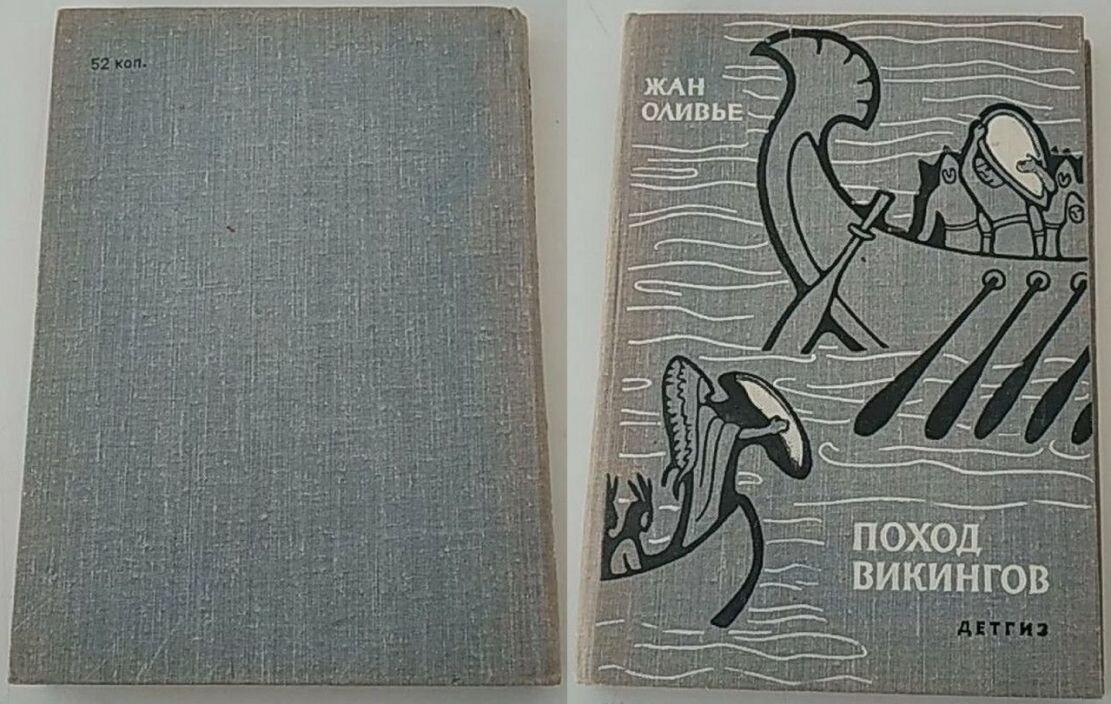 52 коп.
ЖАН
ОЛИВЬЕ
ПОХОД
ВИКИНГОВ
ДЕТГИЗ